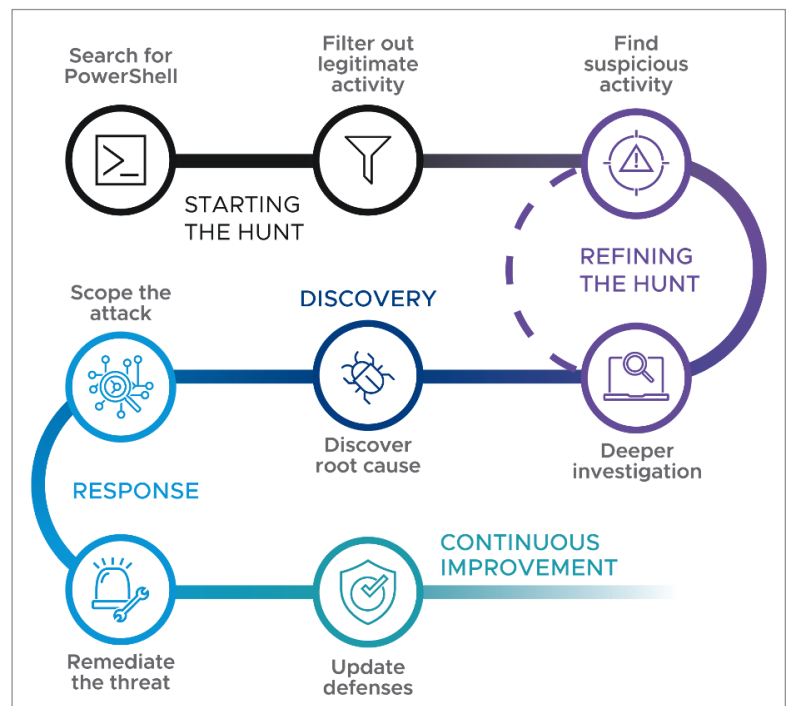 Search for
PowerShell
Filter out
legitimate
activity
Find
suspicious
activity
STARTING
THE HUNT
REFINING
THE HUNT
Scope the
attack
DISCOVERY
Discover
root cause
Deeper
investigation
RESPONSE
CONTINUOUS
IMPROVEMENT
Remediate
the threat
Update
defenses